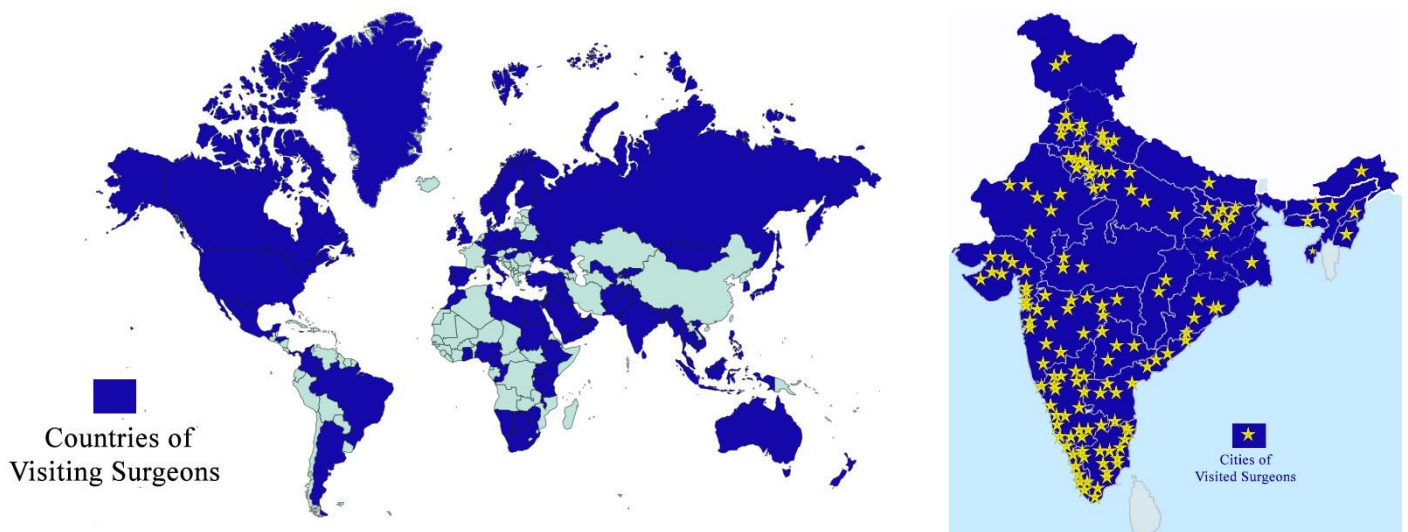 Countries of
Visiting Surgeons
Cities of
Visited Surgeons